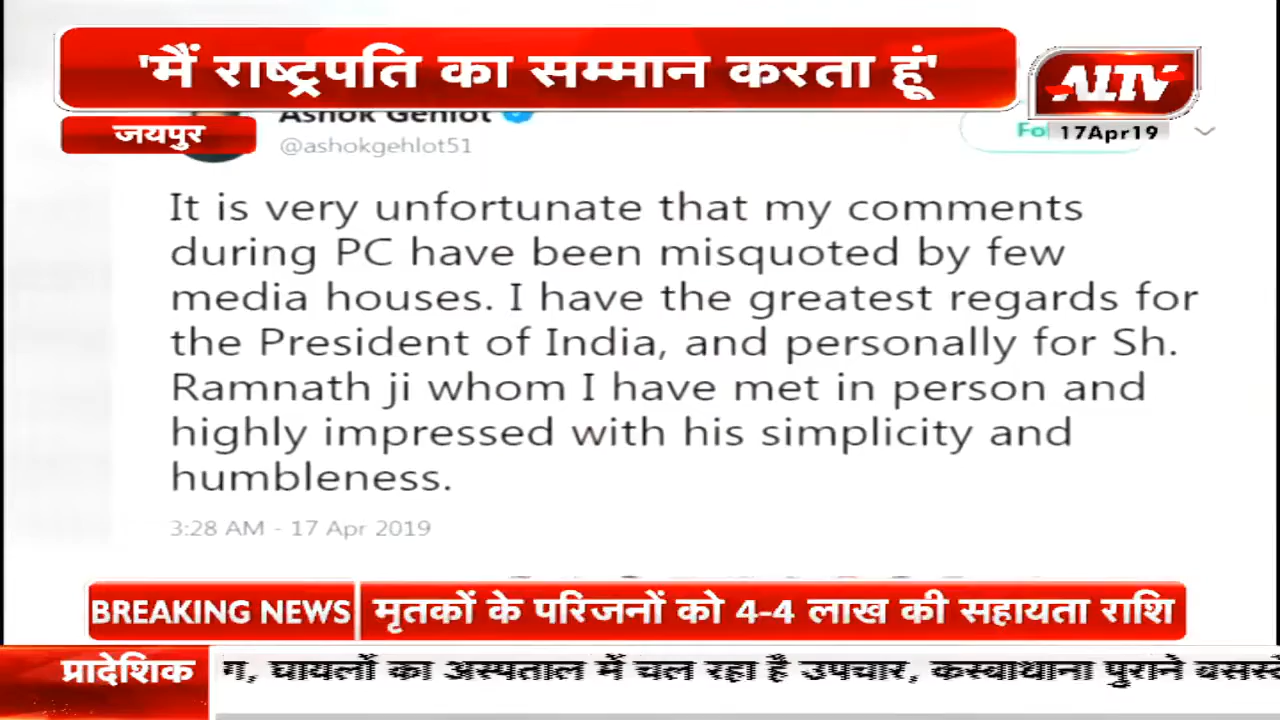 'मैं राष्ट्रपति का सम्मान करता हूं'
ALTV
जयपुर
17Apr19
Ashok Gehlot
@ashokgehlot51
It is very unfortunate that my comments
during PC have been misquoted by few
media houses. I have the greatest regards for
the President of India, and personally for Sh.
Ramnath ji whom I have met in person and
highly impressed with his simplicity and
humbleness.
3:28 AM - 17 Apr 2019
BREAKING NEWS मृतकों के परिजनों को 4-4 लाख की सहायता राशि
प्रादेशिक ग, घायलों का अस्पताल में चल रहा है उपचार, कस्बाथाना पुराने